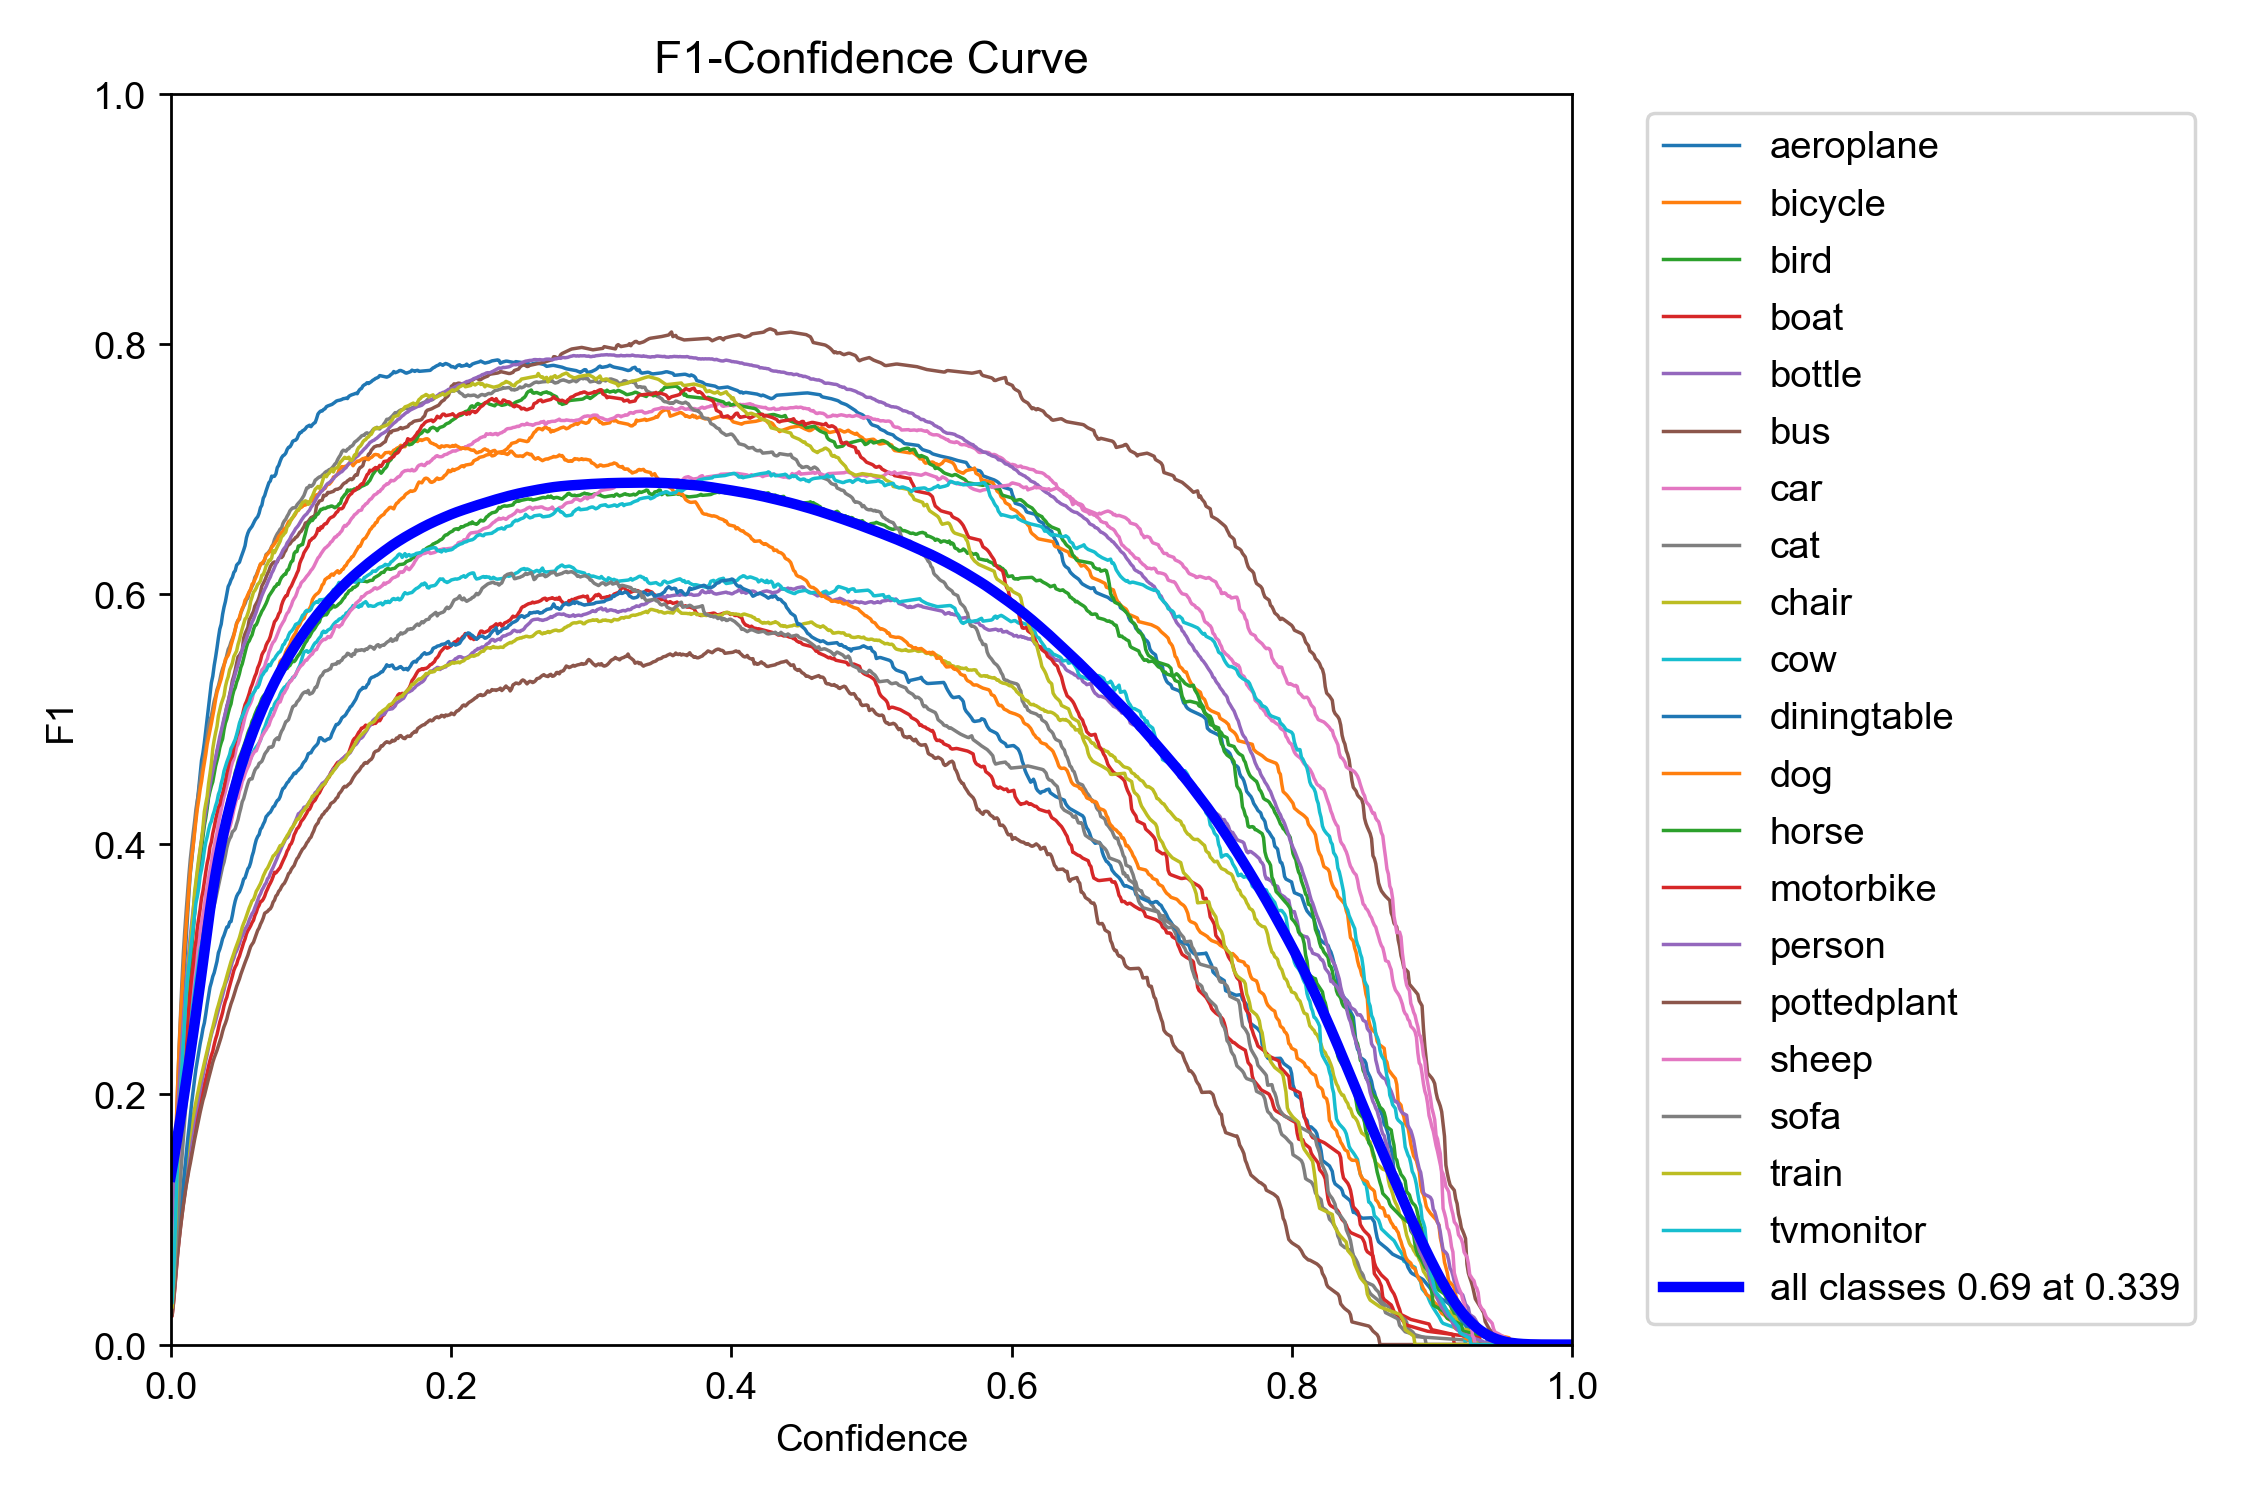 F1-Confidence Curve
1.0
0.8
0.6
0.4
0.2
0.0
F1
0.0 0.2 0.4 0.6 0.8 1.0
Confidence
aeroplane
bicycle
bird
boat
bottle
bus
car
cat
chair
cow
diningtable
dog
horse
motorbike
person
pottedplant
sheep
sofa
train
tvmonitor
all classes 0.69 at 0.339